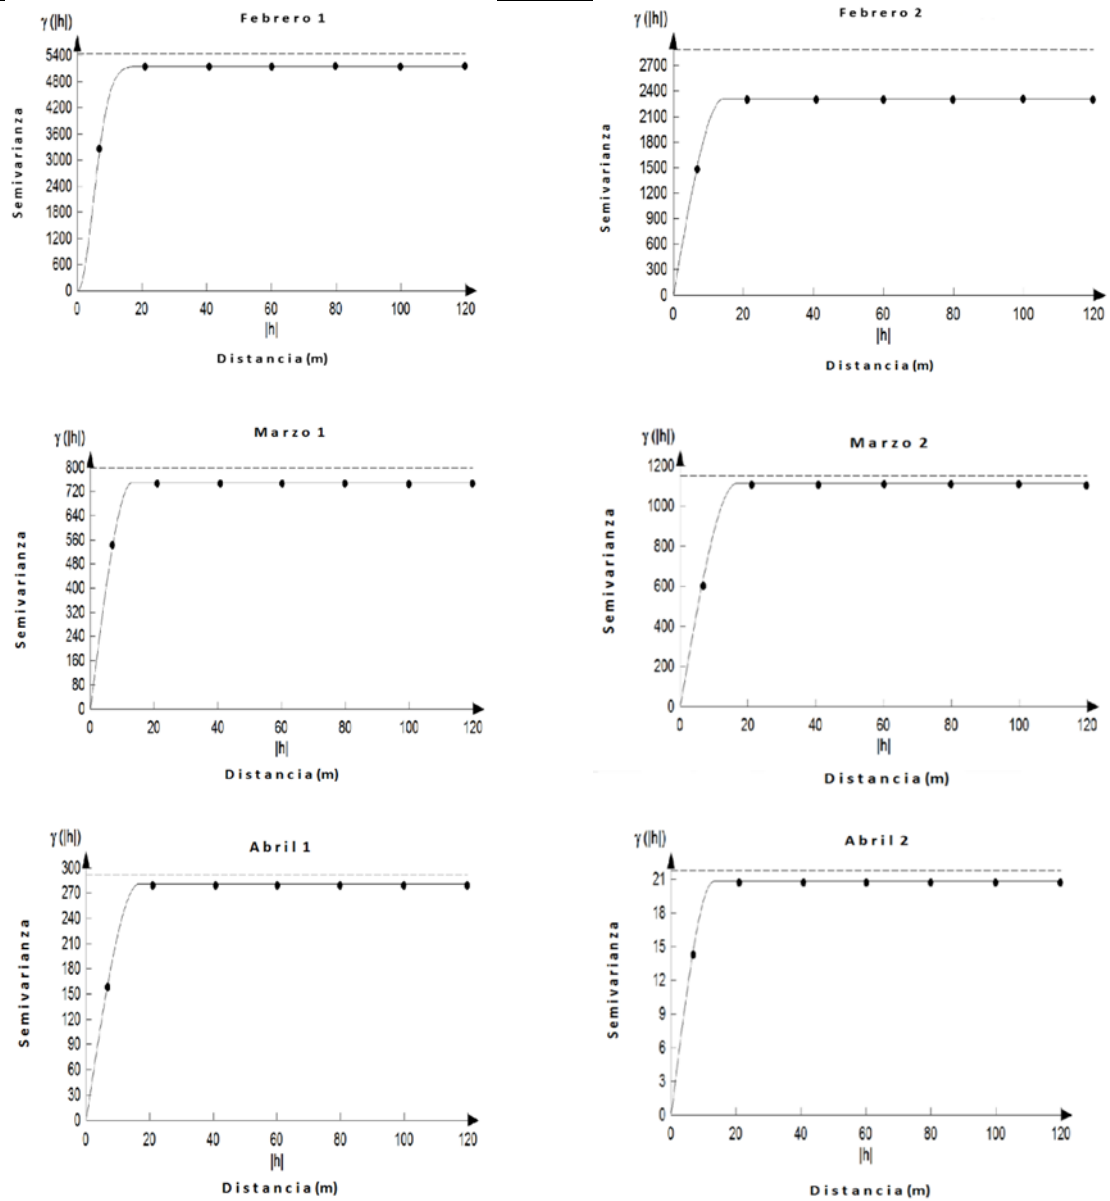 Febrero 1
γ (|h|)
5400
4800
4200
3600
3000
2400
1800
1200
600
0
Semivarianza
0 20 40 60 80 100 120
|h|
Distancia (m)
Febrero 2
γ (|h|)
2700
2400
2100
1800
1500
1200
900
600
300
0
Semivarianza
0 20 40 60 80 100 120
|h|
Distancia (m)
Marzo 1
γ (|h|)
800
720
640
560
480
400
320
240
160
80
0
Semivarianza
0 20 40 60 80 100 120
|h|
Distancia (m)
Marzo 2
γ (|h|)
1200
1000
800
600
400
200
0
Semivarianza
0 20 40 60 80 100 120
|h|
Distancia (m)
Abril 1
γ (|h|)
300
270
240
210
180
150
120
90
60
30
0
Semivarianza
0 20 40 60 80 100 120
|h|
Distancia (m)
Abril 2
γ (|h|)
21
18
15
12
9
6
3
0
Semivarianza
0 20 40 60 80 100 120
|h|
Distancia (m)